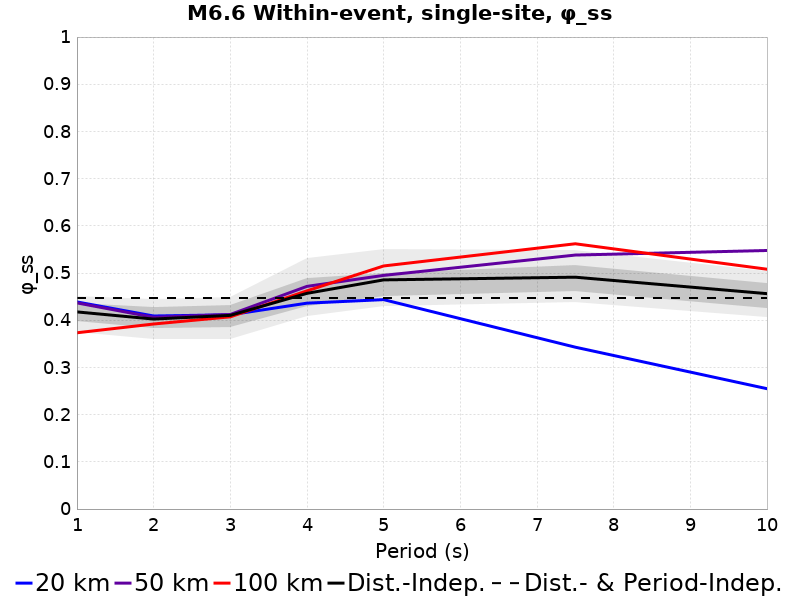 M6.6 Within-event, single-site, φ_ss
1
0.9
0.8
0.7
0.6
0.5
0.4
0.3
0.2
0.1
0
φ_ss
1 2 3 4 5 6 7 8 9 10
Period (s)
20 km 50 km 100 km Dist.-Indep. Dist.- & Period-Indep.